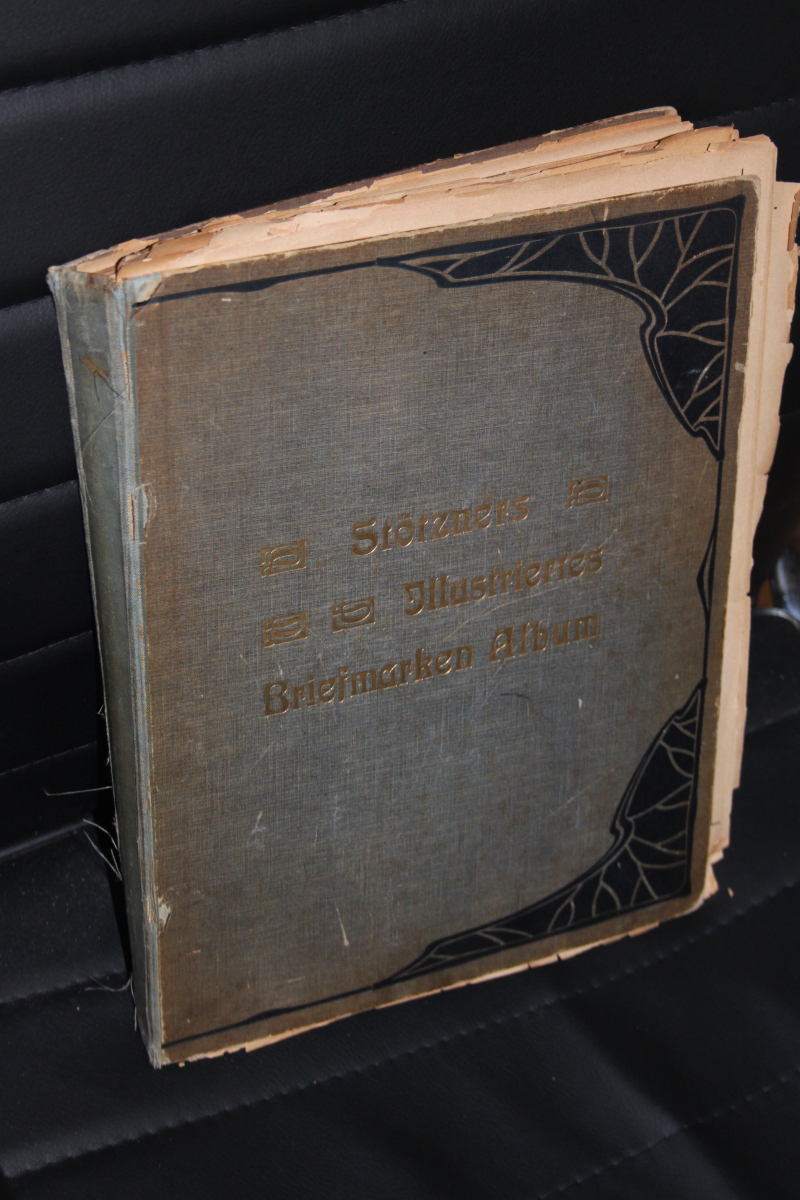 Stötzners
Illustriertes
Briefmarken Album